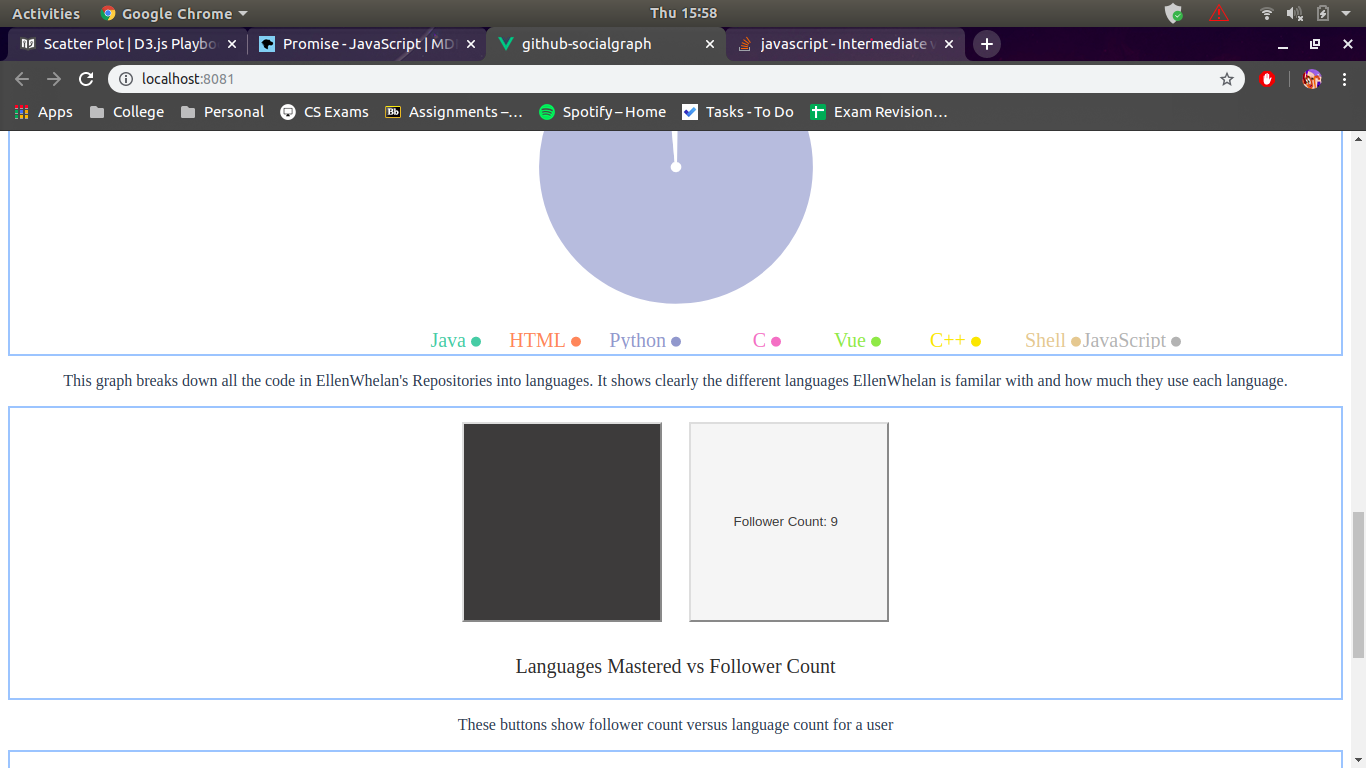 Activities Google Chrome Thu 15:58
Scatter Plot | D3.js Playbo Promise - JavaScript | MD github-socialgraph javascript - Intermediate
localhost:8081
Apps College Personal CS Exams Bb Assignments –... Spotify – Home Tasks - To Do Exam Revision...
Java HTML Python C Vue C++ Shell JavaScript
This graph breaks down all the code in EllenWhelan's Repositories into languages. It shows clearly the different languages EllenWhelan is familar with and how much they use each language.
Follower Count: 9
Languages Mastered vs Follower Count
These buttons show follower count versus language count for a user